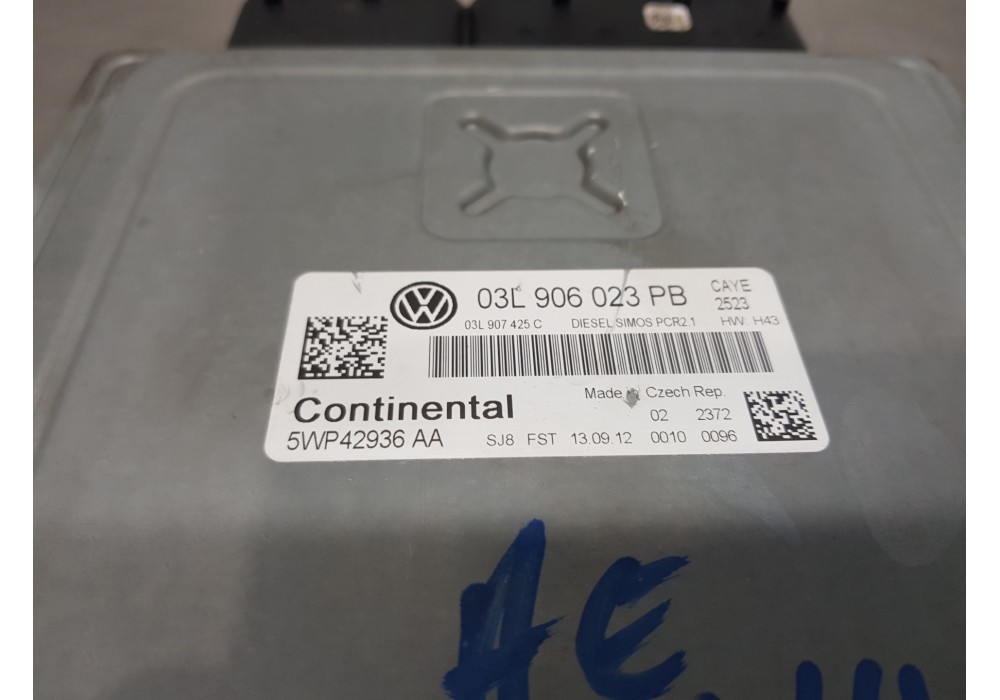 03L 906 023 PB
CAYE
2523
03L 907 425 C DIESEL SIMOS PCR2.1 HW: H43
Made in Czech Rep.
Continental
02 2372
5WP42936 AA SJ8 FST 13.09.12 0010 0096
AE